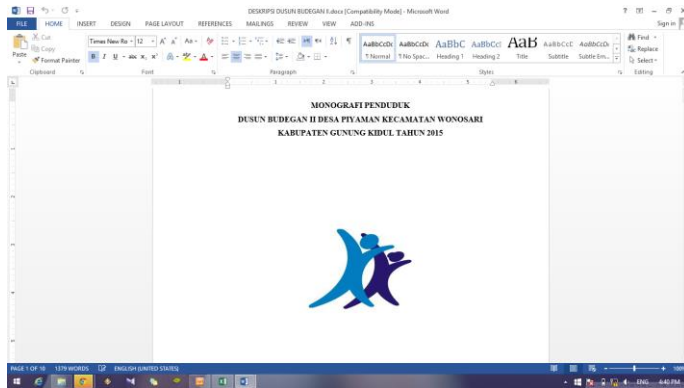 DESKRIPSI DUSUN BUDEGAN II.docx [Compatibility Mode] - Microsoft Word
Sign in
FILE HOME INSERT DESIGN PAGE LAYOUT REFERENCES MAILINGS REVIEW VIEW ADD-INS
Paste
Cut
Copy
Format Painter
Times New Ro 12
Find
Replace
Select
AaBbCcDc AaBbCcDc AaBbC AaBbCc AaB AaBbCcC AaBbCcDc
¶ Normal ¶ No Spac... Heading 1 Heading 2 Title Subtitle Subtle Em...
Clipboard Font Paragraph Styles Editing
MONOGRAFI PENDUDUK
DUSUN BUDEGAN II DESA PIYAMAN KECAMATAN WONOSARI
KABUPATEN GUNUNG KIDUL TAHUN 2015
PAGE 1 OF 10 1379 WORDS ENGLISH (UNITED STATES)
ENG 6:40 PM